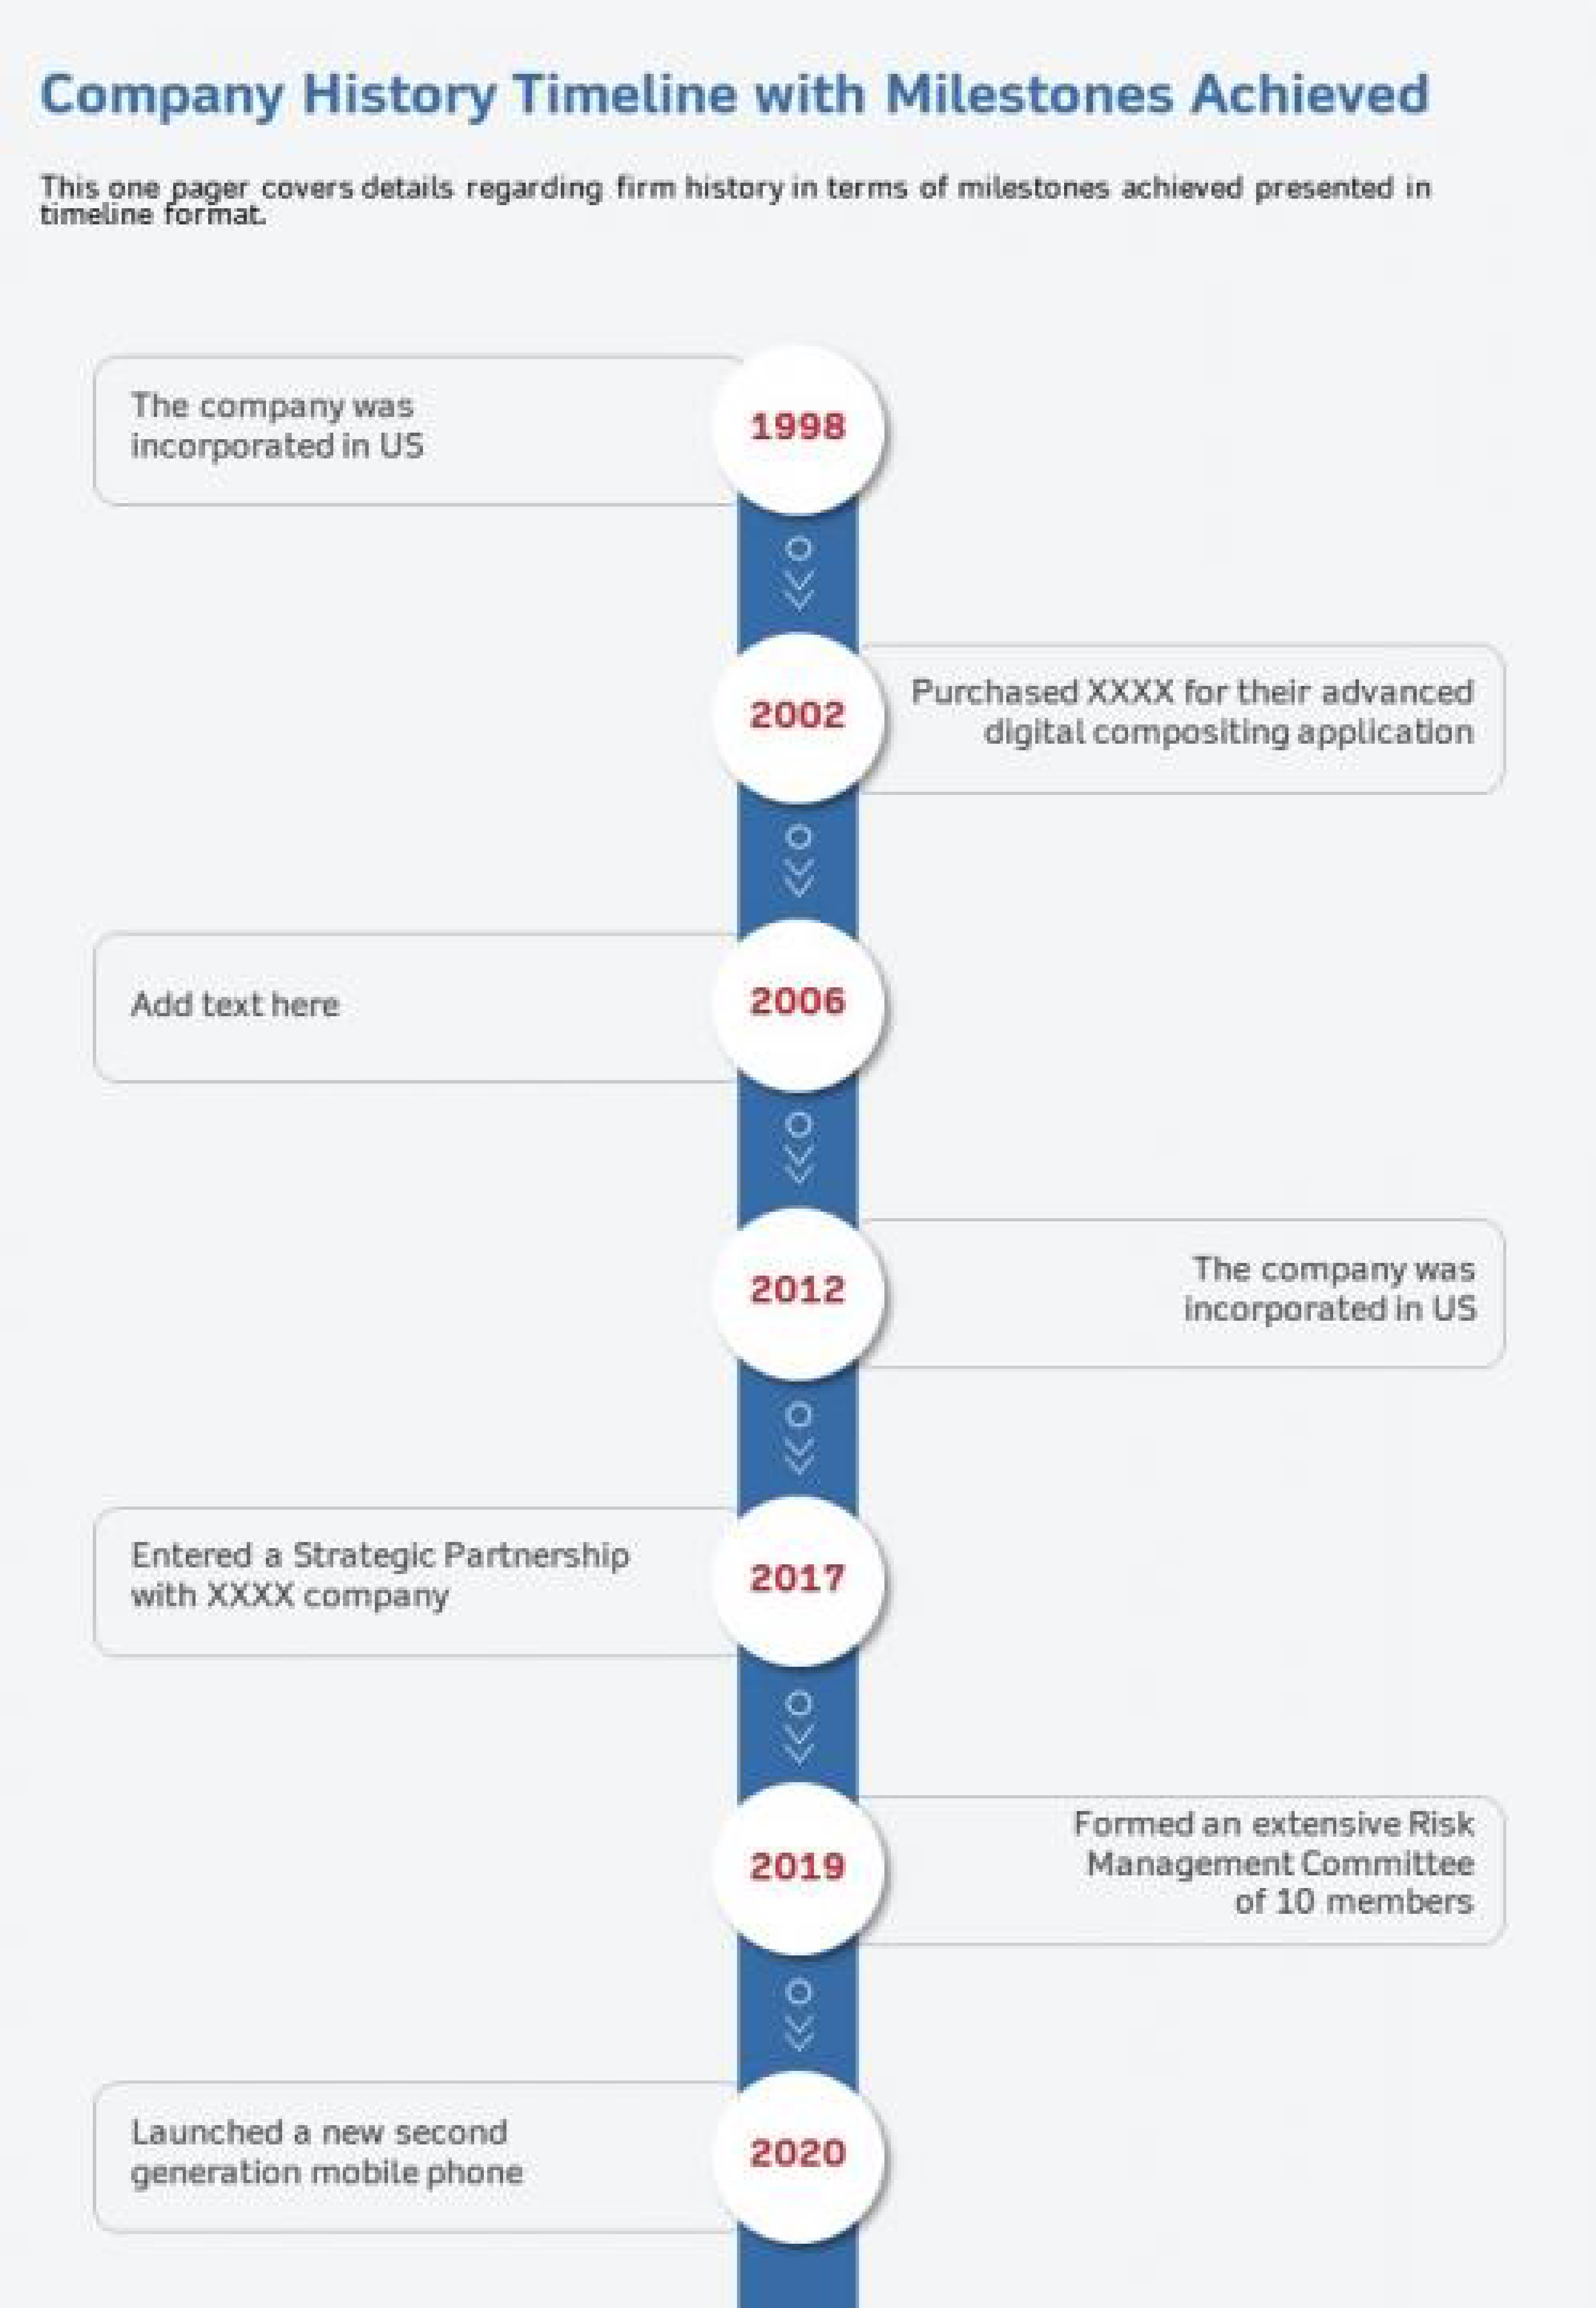 Company History Timeline with Milestones Achieved
This one pager covers details regarding firm history in terms of milestones achieved presented in
timeline format.
The company was
incorporated in US
1998
2002
Purchased XXXX for their advanced
digital compositing application
Add text here
2006
2012
The company was
incorporated in US
Entered a Strategic Partnership
with XXXX company
2017
2019
Formed an extensive Risk
Management Committee
of 10 members
Launched a new second
generation mobile phone
2020